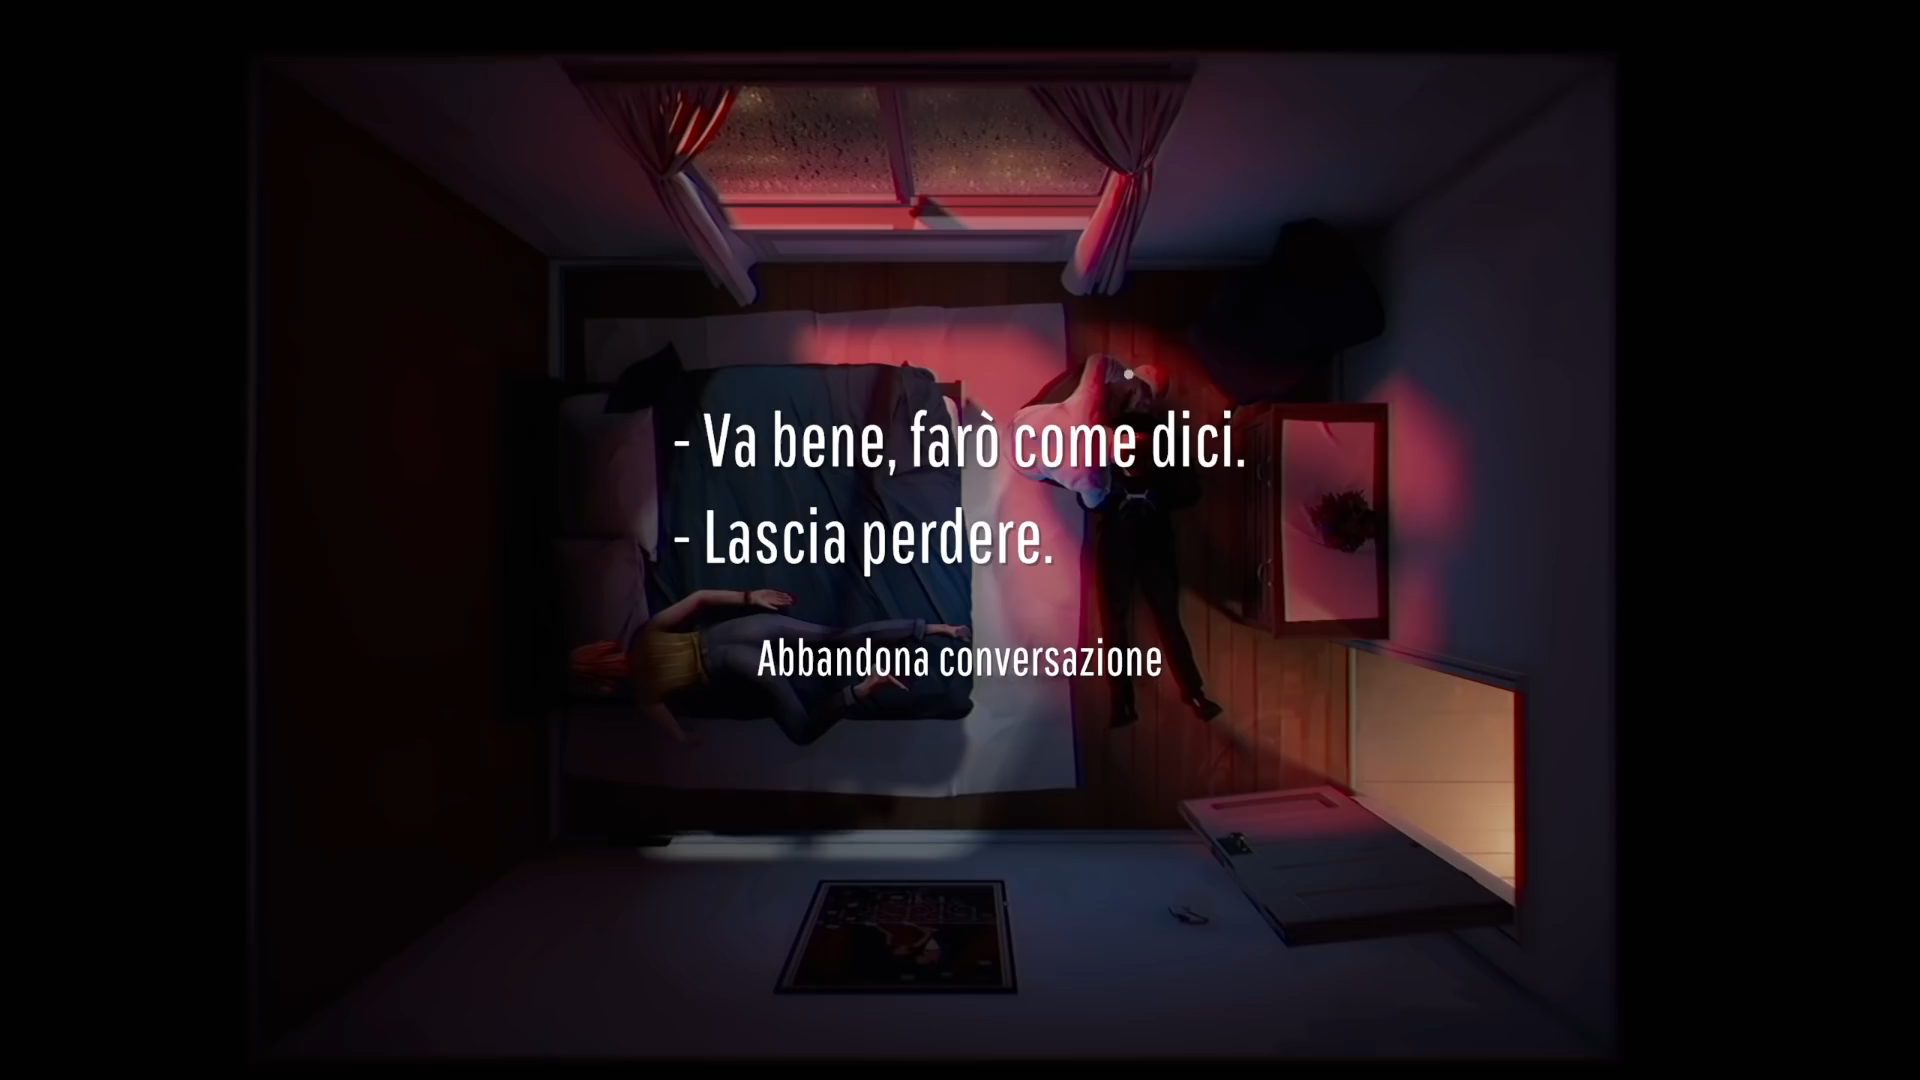 - Va bene, farò come dici.
- Lascia perdere.
Abbandona conversazione